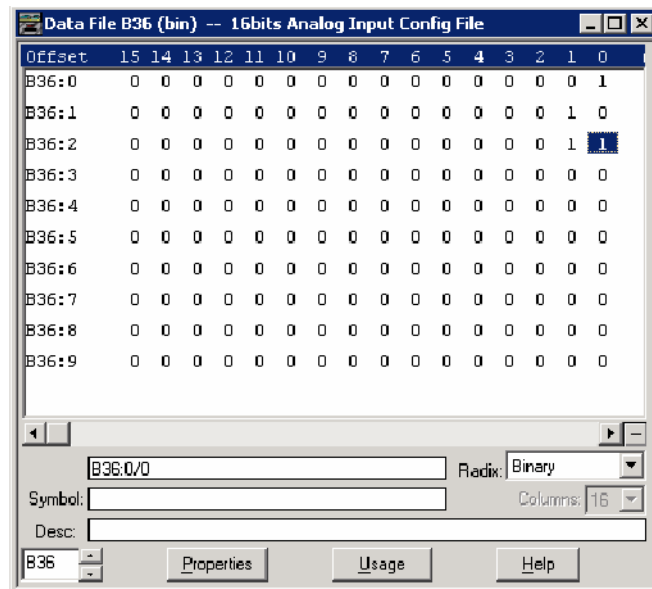 Data File B36 (bin) -- 16bits Analog Input Config File
Offset 15 14 13 12 11 10 9 8 7 6 5 4 3 2 1 0
B36:0 0 0 0 0 0 0 0 0 0 0 0 0 0 0 0 1
B36:1 0 0 0 0 0 0 0 0 0 0 0 0 0 0 1 0
B36:2 0 0 0 0 0 0 0 0 0 0 0 0 0 0 1 1
B36:3 0 0 0 0 0 0 0 0 0 0 0 0 0 0 0 0
B36:4 0 0 0 0 0 0 0 0 0 0 0 0 0 0 0 0
B36:5 0 0 0 0 0 0 0 0 0 0 0 0 0 0 0 0
B36:6 0 0 0 0 0 0 0 0 0 0 0 0 0 0 0 0
B36:7 0 0 0 0 0 0 0 0 0 0 0 0 0 0 0 0
B36:8 0 0 0 0 0 0 0 0 0 0 0 0 0 0 0 0
B36:9 0 0 0 0 0 0 0 0 0 0 0 0 0 0 0 0
B36:0/0 Radix: Binary
Symbol: Columns: 16
Desc:
B36 Properties Usage Help